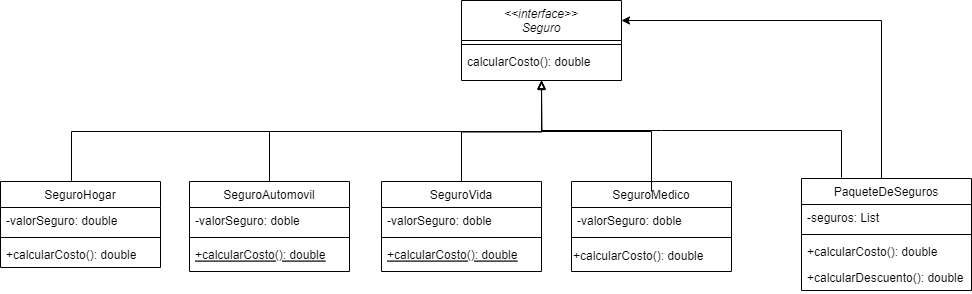 <<interface>>
Seguro
calcularCosto(): double
SeguroHogar
-valorSeguro: double
+calcularCosto(): double
SeguroAutomovil
-valorSeguro: doble
+calcularCosto(): double
SeguroVida
-valorSeguro: doble
+calcularCosto(): double
SeguroMedico
-valorSeguro: doble
+calcularCosto(): double
PaqueteDeSeguros
-seguros: List
+calcularCosto(): double
+calcularDescuento(): double